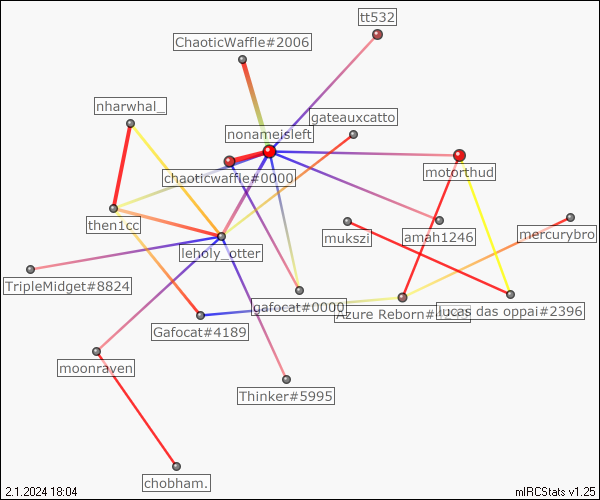 tt532
ChaoticWaffle#2006
nharwhal_
gateauxcatto
nonameisleft
motorthud
chaoticwaffle#0000
then1cc
mukszi
amah1246
mercurybro
leholy_otter
TripleMidget#8824
gafocat#0000
Azure Reborn#
lucas das oppai#2396
Gafocat#4189
moonraven
Thinker#5995
chobham.
2.1.2024 18:04
mIRCStats v1.25